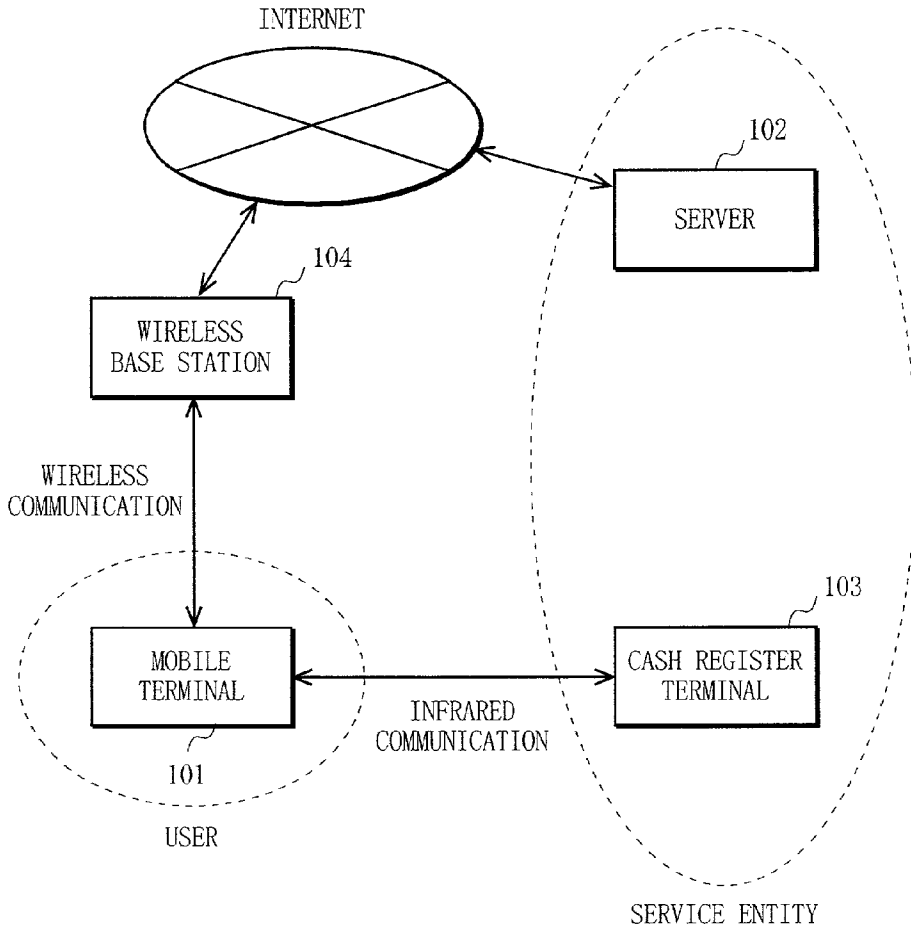 INTERNET
102
SERVER
104
WIRELESS
BASE STATION
WIRELESS
COMMUNICATION
103
MOBILE
TERMINAL
CASH REGISTER
TERMINAL
INFRARED
COMMUNICATION
101
USER
SERVICE ENTITY